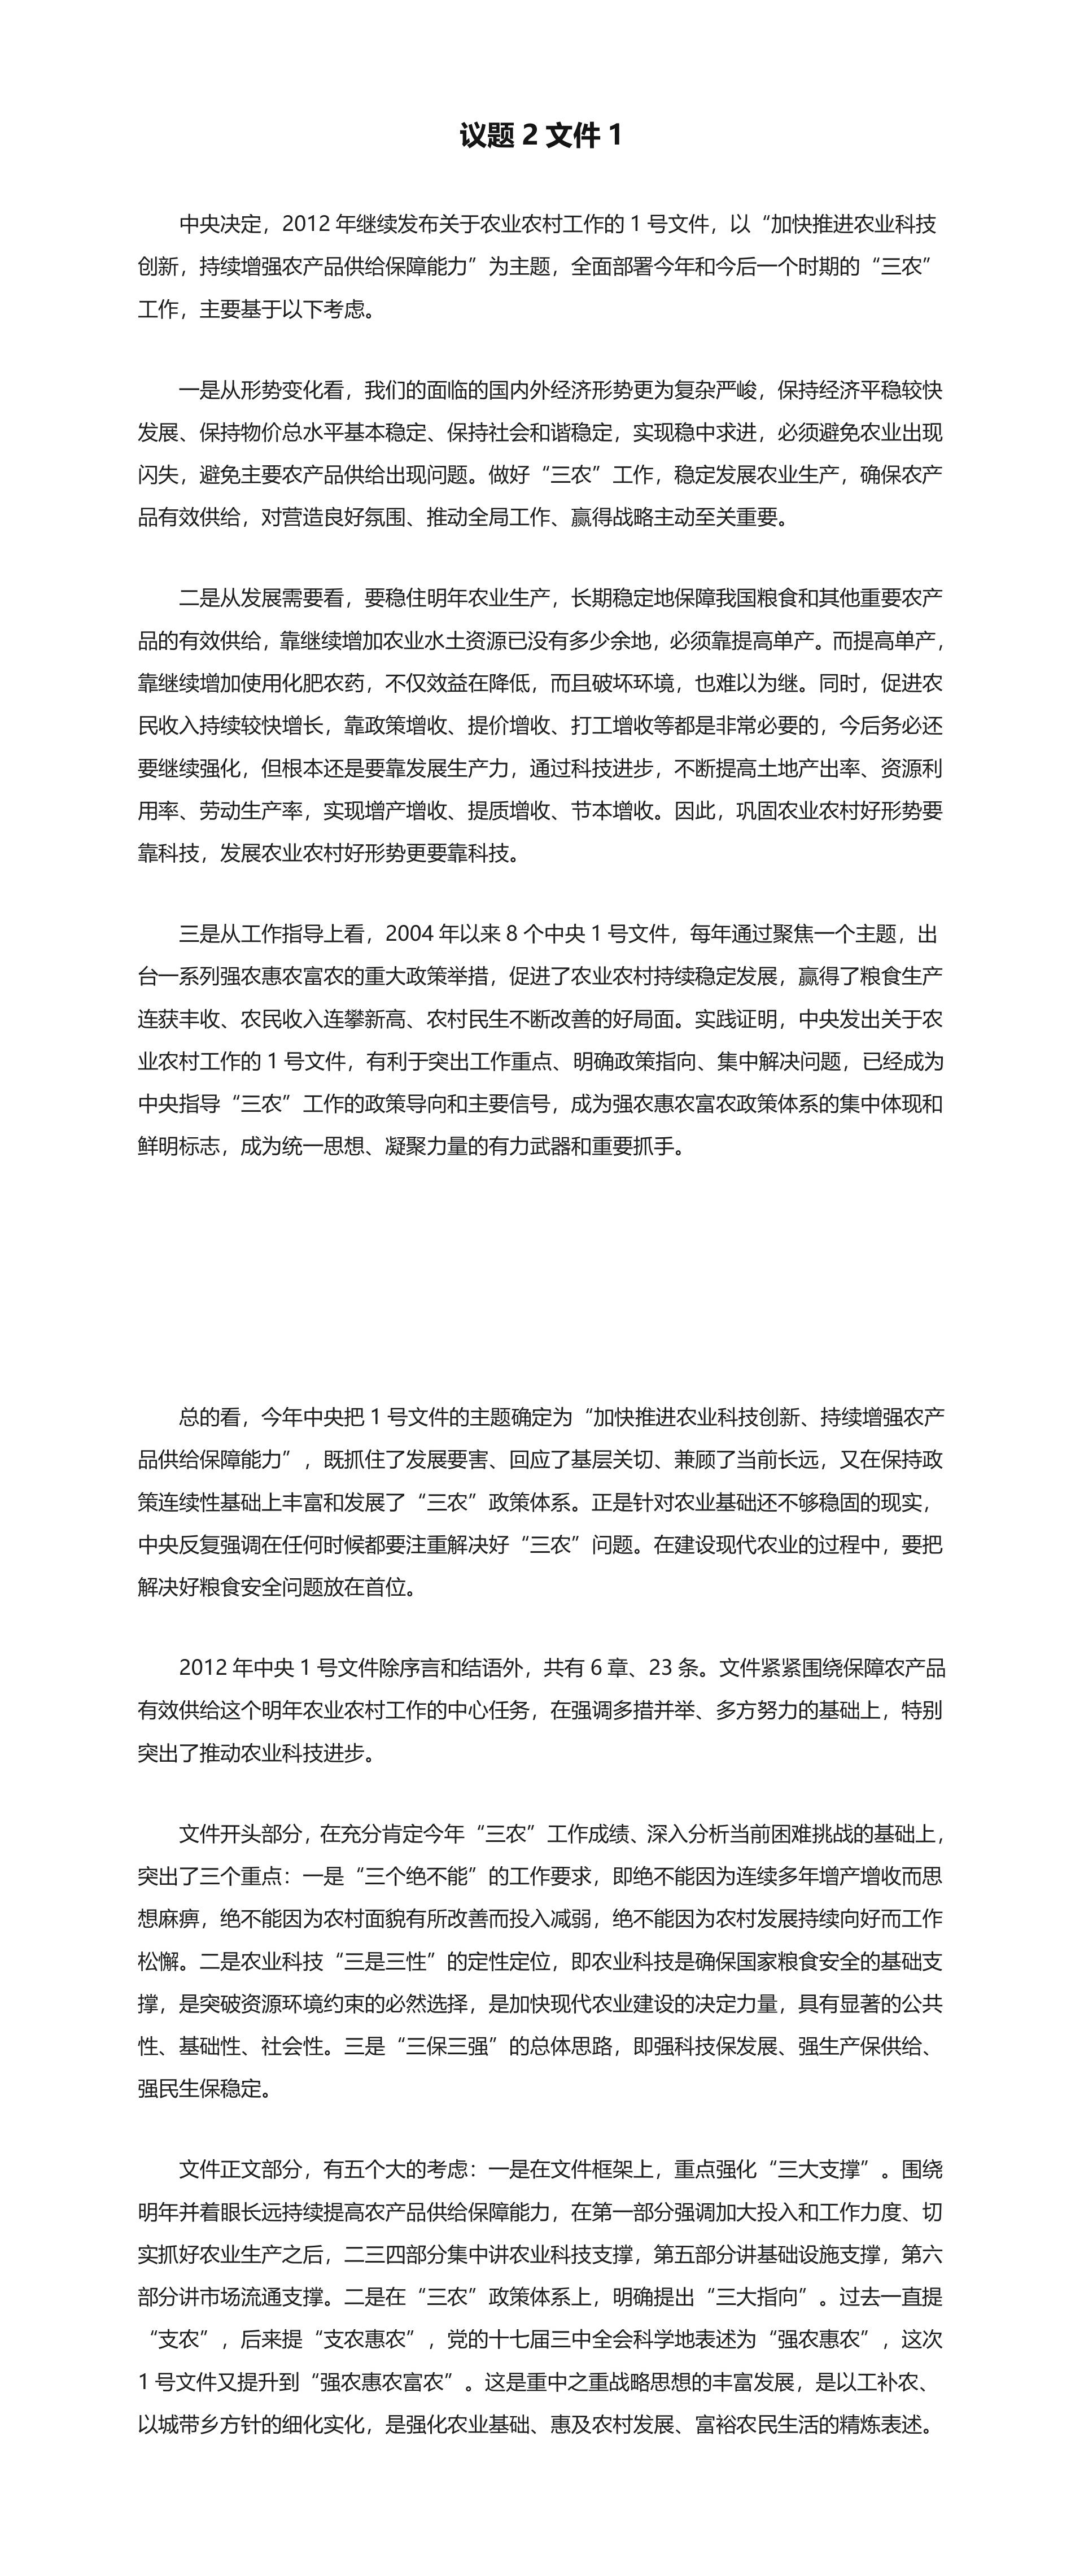 议题 2 文件 1
中央决定，2012 年继续发布关于农业农村工作的 1 号文件，以“加快推进农业科技
创新，持续增强农产品供给保障能力”为主题，全面部署今年和今后一个时期的“三农”
工作，主要基于以下考虑。
一是从形势变化看，我们的面临的国内外经济形势更为复杂严峻，保持经济平稳较快
发展、保持物价总水平基本稳定、保持社会和谐稳定，实现稳中求进，必须避免农业出现
闪失，避免主要农产品供给出现问题。做好“三农”工作，稳定发展农业生产，确保农产
品有效供给，对营造良好氛围、推动全局工作、赢得战略主动至关重要。
二是从发展需要看，要稳住明年农业生产，长期稳定地保障我国粮食和其他重要农产
品的有效供给，靠继续增加农业水土资源已没有多少余地，必须靠提高单产。而提高单产，
靠继续增加使用化肥农药，不仅效益在降低，而且破坏环境，也难以为继。同时，促进农
民收入持续较快增长，靠政策增收、提价增收、打工增收等都是非常必要的，今后务必还
要继续强化，但根本还是要靠发展生产力，通过科技进步，不断提高土地产出率、资源利
用率、劳动生产率，实现增产增收、提质增收、节本增收。因此，巩固农业农村好形势要
靠科技，发展农业农村好形势更要靠科技。
三是从工作指导上看，2004 年以来 8 个中央 1 号文件，每年通过聚焦一个主题，出
台一系列强农惠农富农的重大政策举措，促进了农业农村持续稳定发展，赢得了粮食生产
连获丰收、农民收入连攀新高、农村民生不断改善的好局面。实践证明，中央发出关于农
业农村工作的 1 号文件，有利于突出工作重点、明确政策指向、集中解决问题，已经成为
中央指导“三农”工作的政策导向和主要信号，成为强农惠农富农政策体系的集中体现和
鲜明标志，成为统一思想、凝聚力量的有力武器和重要抓手。
总的看，今年中央把 1 号文件的主题确定为“加快推进农业科技创新、持续增强农产
品供给保障能力”，既抓住了发展要害、回应了基层关切、兼顾了当前长远，又在保持政
策连续性基础上丰富和发展了“三农”政策体系。正是针对农业基础还不够稳固的现实，
中央反复强调在任何时候都要注重解决好“三农”问题。在建设现代农业的过程中，要把
解决好粮食安全问题放在首位。
2012 年中央 1 号文件除序言和结语外，共有 6 章、23 条。文件紧紧围绕保障农产品
有效供给这个明年农业农村工作的中心任务，在强调多措并举、多方努力的基础上，特别
突出了推动农业科技进步。
文件开头部分，在充分肯定今年“三农”工作成绩、深入分析当前困难挑战的基础上，
突出了三个重点：一是“三个绝不能”的工作要求，即绝不能因为连续多年增产增收而思
想麻痹，绝不能因为农村面貌有所改善而投入减弱，绝不能因为农村发展持续向好而工作
松懈。二是农业科技“三是三性”的定性定位，即农业科技是确保国家粮食安全的基础支
撑，是突破资源环境约束的必然选择，是加快现代农业建设的决定力量，具有显著的公共
性、基础性、社会性。三是“三保三强”的总体思路，即强科技保发展、强生产保供给、
强民生保稳定。
文件正文部分，有五个大的考虑：一是在文件框架上，重点强化“三大支撑”。围绕
明年并着眼长远持续提高农产品供给保障能力，在第一部分强调加大投入和工作力度、切
实抓好农业生产之后，二三四部分集中讲农业科技支撑，第五部分讲基础设施支撑，第六
部分讲市场流通支撑。二是在“三农”政策体系上，明确提出“三大指向”。过去一直提
“支农”，后来提“支农惠农”，党的十七届三中全会科学地表述为“强农惠农”，这次
1 号文件又提升到“强农惠农富农”。这是重中之重战略思想的丰富发展，是以工补农、
以城带乡方针的细化实化，是强化农业基础、惠及农村发展、富裕农民生活的精炼表述。